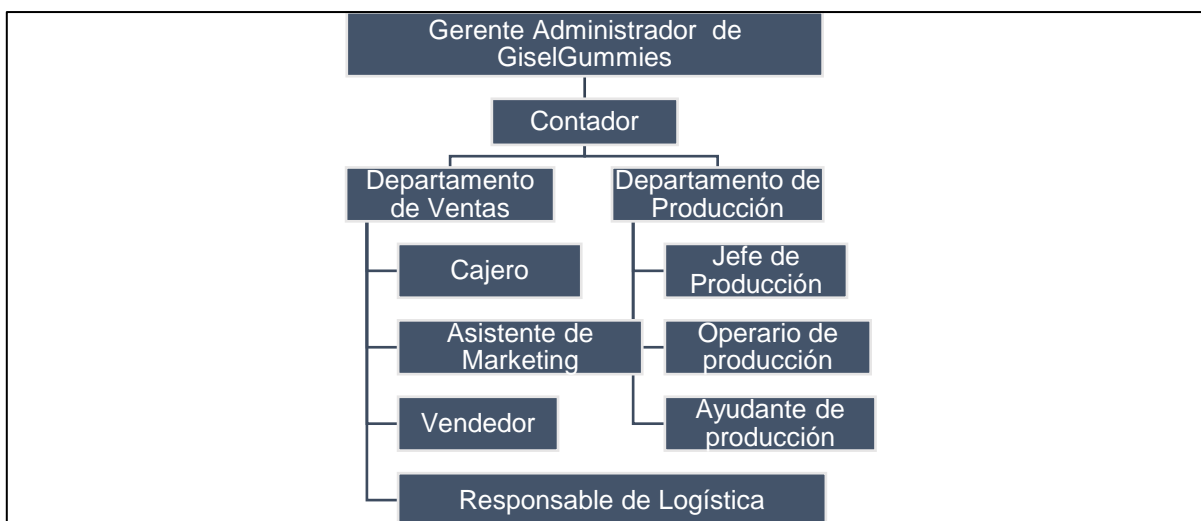 Gerente Administrador de
GiselGummies
Contador
Departamento
de Ventas
Departamento de
Producción
Cajero
Jefe de
Producción
Asistente de
Marketing
Operario de
producción
Vendedor
Ayudante de
producción
Responsable de Logística